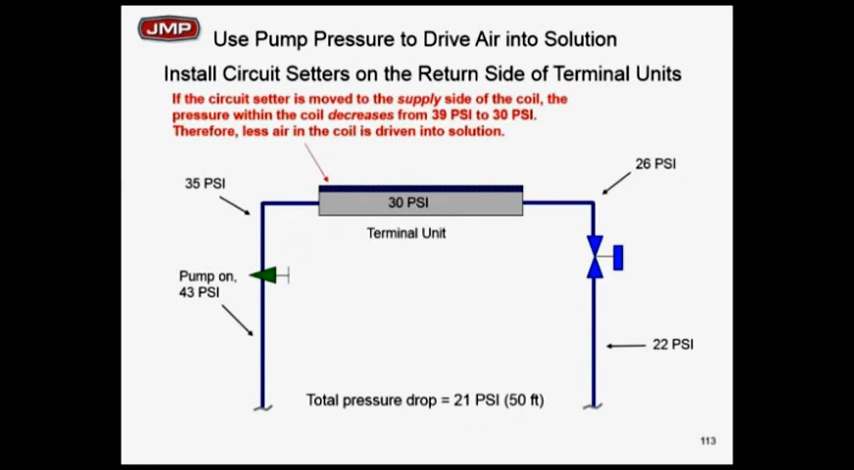 JMP
Use Pump Pressure to Drive Air into Solution
Install Circuit Setters on the Return Side of Terminal Units
If the circuit setter is moved to the supply side of the coil, the
pressure within the coil decreases from 39 PSI to 30 PSI.
Therefore, less air in the coil is driven into solution.
26 PSI
35 PSI
30 PSI
Terminal Unit
Pump on,
43 PSI
22 PSI
Total pressure drop = 21 PSI (50 ft)
113